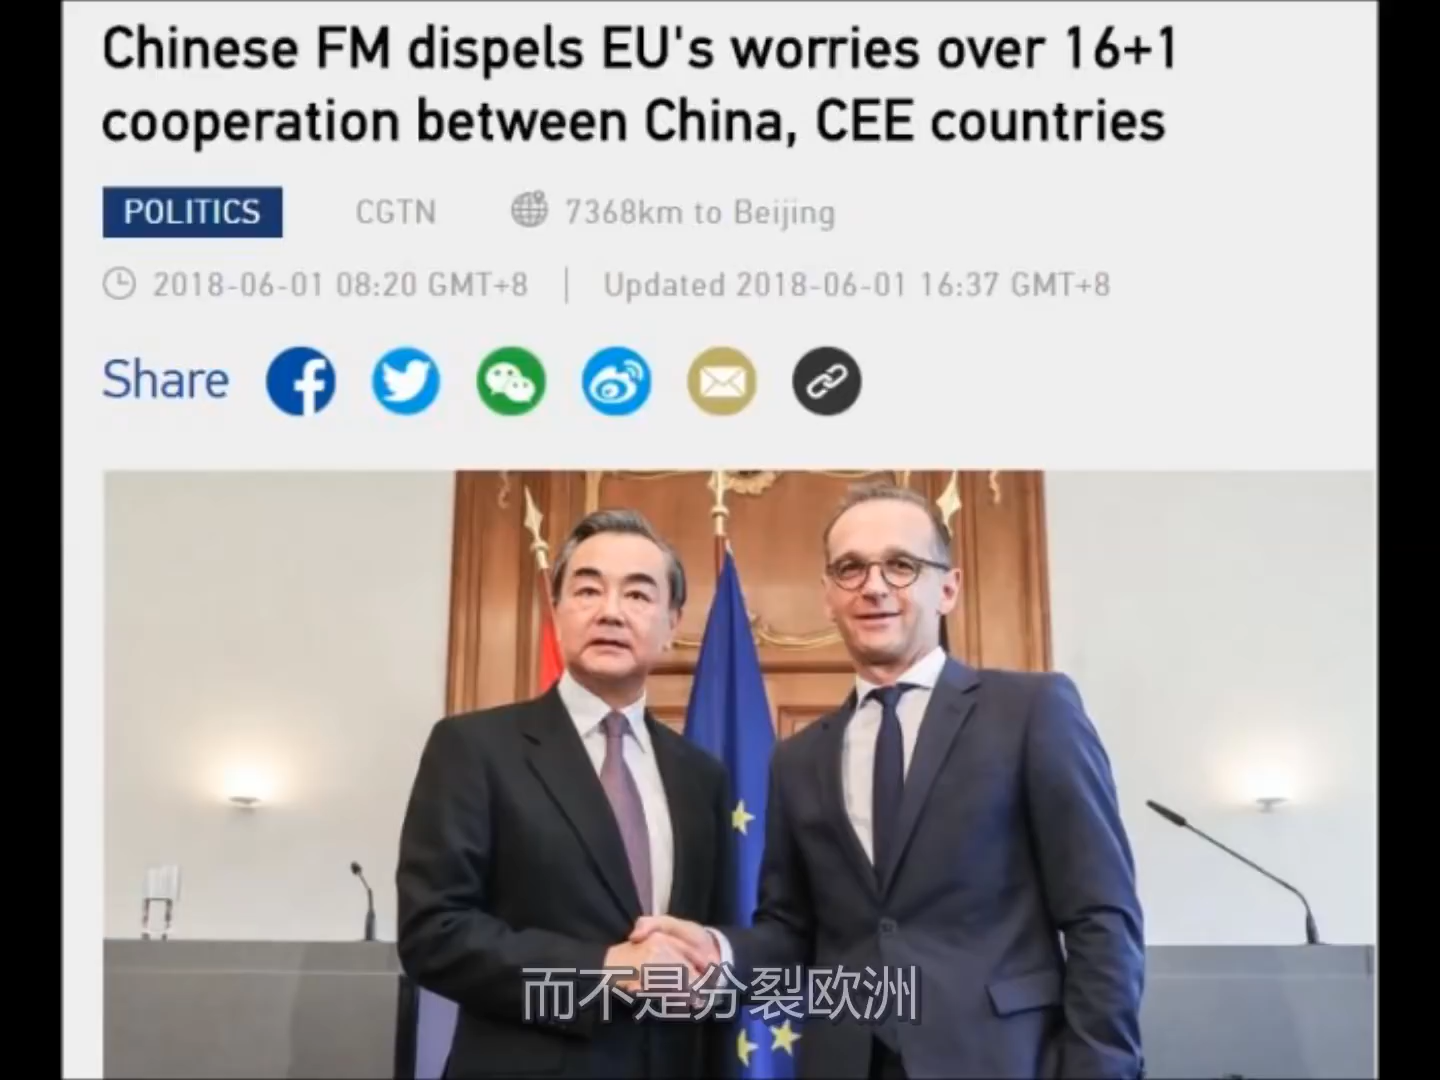 Chinese FM dispels EU's worries over 16+1
cooperation between China, CEE countries
POLITICS
CGTN
7368km to Beijing
2018-06-01 08:20 GMT+8 | Updated 2018-06-01 16:37 GMT+8
Share
而不是分裂欧洲